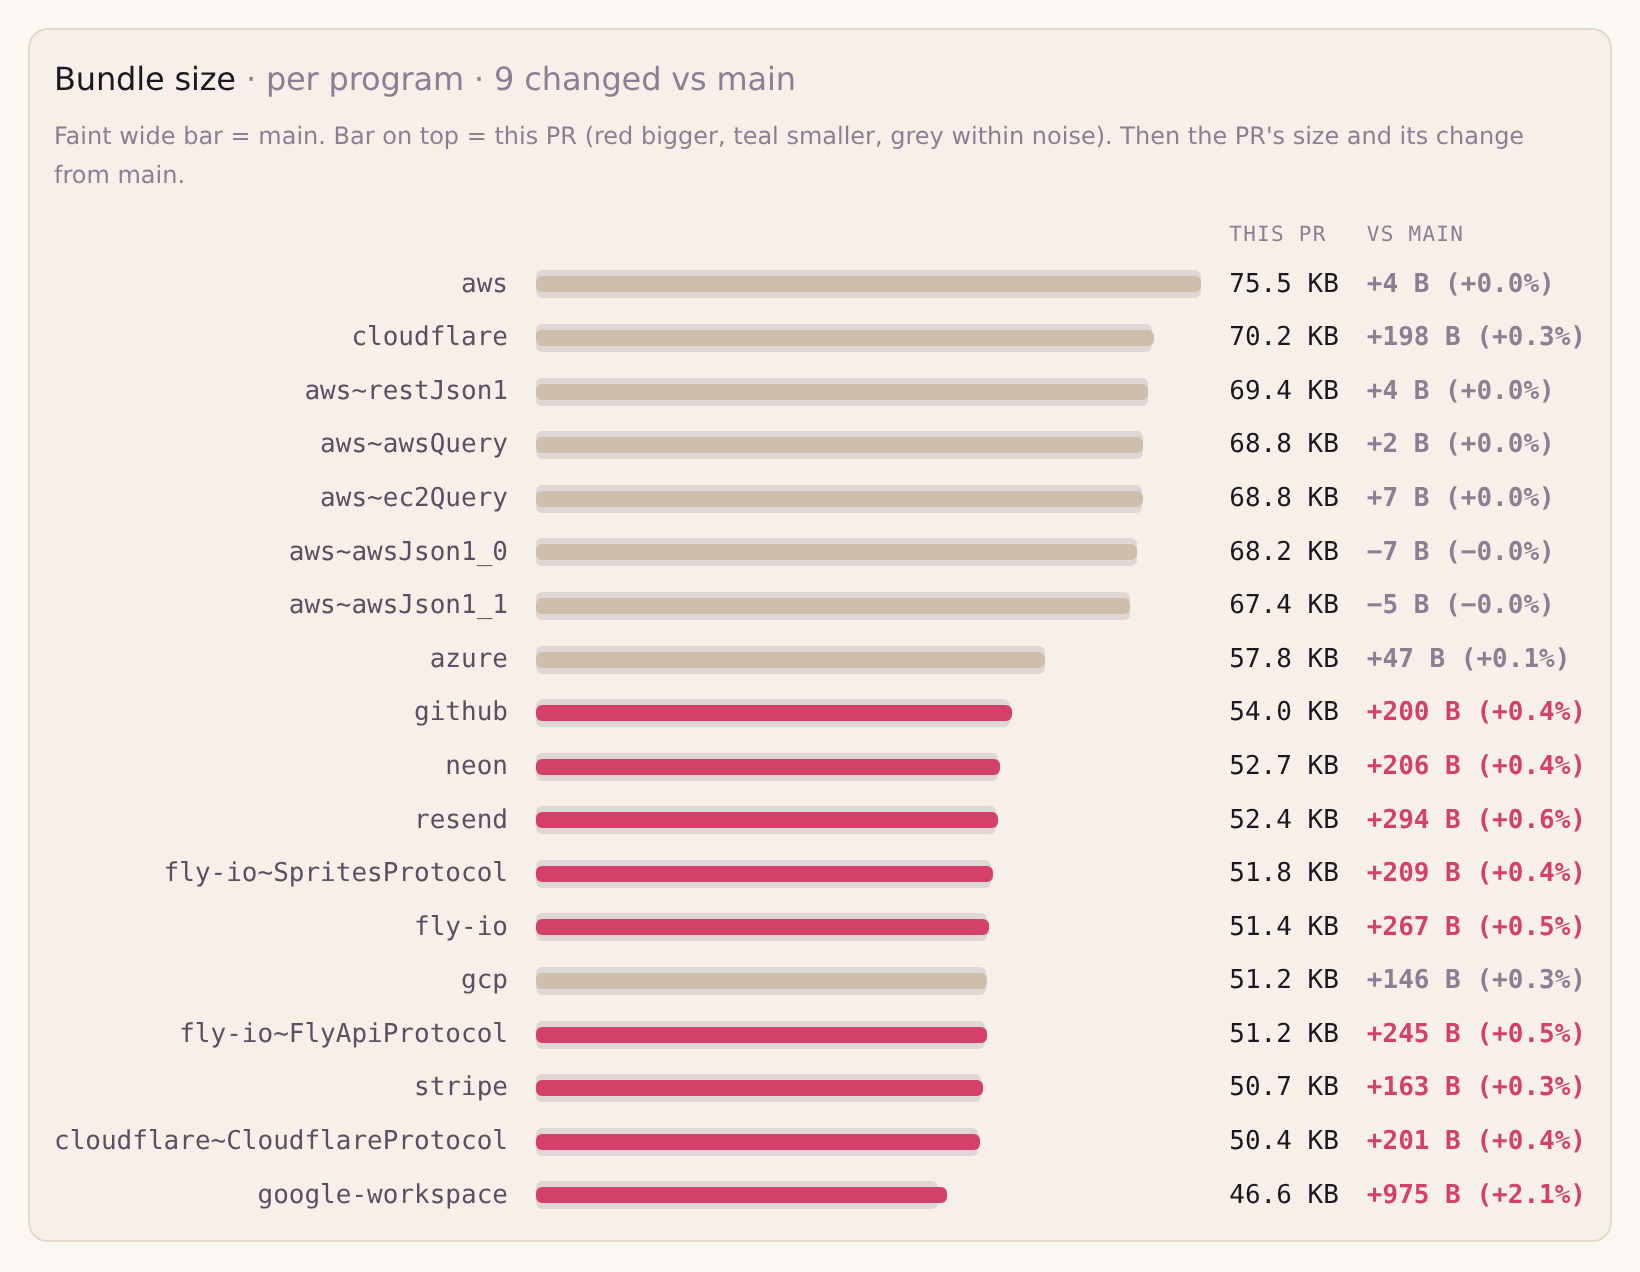 Bundle size · per program · 9 changed vs main
Faint wide bar = main. Bar on top = this PR (red bigger, teal smaller, grey within noise). Then the PR's size and its change
from main.
THIS PR VS MAIN
aws 75.5 KB +4 B (+0.0%)
cloudflare 70.2 KB +198 B (+0.3%)
aws~restJson1 69.4 KB +4 B (+0.0%)
aws~awsQuery 68.8 KB +2 B (+0.0%)
aws~ec2Query 68.8 KB +7 B (+0.0%)
aws~awsJson1_0 68.2 KB −7 B (−0.0%)
aws~awsJson1_1 67.4 KB −5 B (−0.0%)
azure 57.8 KB +47 B (+0.1%)
github 54.0 KB +200 B (+0.4%)
neon 52.7 KB +206 B (+0.4%)
resend 52.4 KB +294 B (+0.6%)
fly-io~SpritesProtocol 51.8 KB +209 B (+0.4%)
fly-io 51.4 KB +267 B (+0.5%)
gcp 51.2 KB +146 B (+0.3%)
fly-io~FlyApiProtocol 51.2 KB +245 B (+0.5%)
stripe 50.7 KB +163 B (+0.3%)
cloudflare~CloudflareProtocol 50.4 KB +201 B (+0.4%)
google-workspace 46.6 KB +975 B (+2.1%)